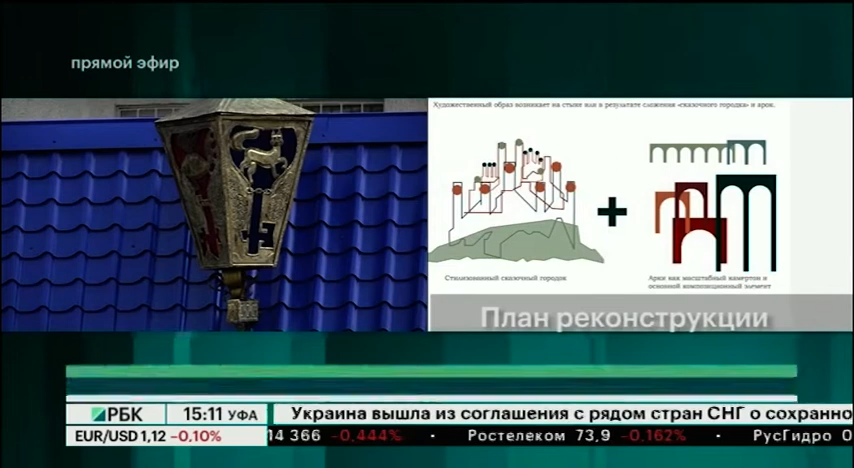 прямой эфир
Художественный образ возникает на стыке или в результате сложения «сказочного городка» и арок.
Стилизованный сказочный городок
Арки как масштабный камертон и
основной композиционный элемент
План реконструкции
РБК 15:11 УФА
Украина вышла из соглашения с рядом стран СНГ о сохранно
EUR/USD 1,12 −0,10%
14 366 -0,444% · Ростелеком 73,9 -0,162% · РусГидро 0